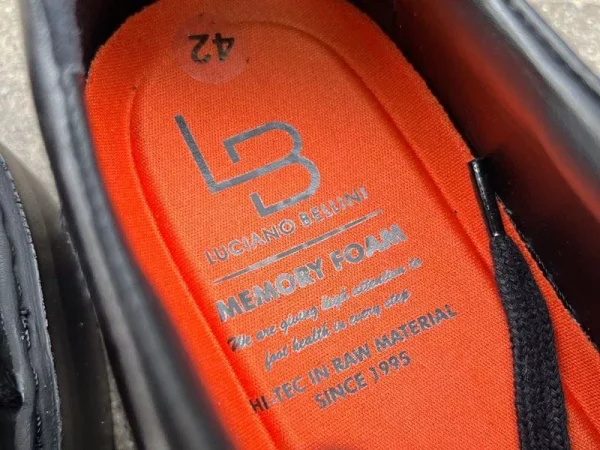 42
LB
LUCIANO BELLINI
MEMORY FOAM
We are giving high attention to
foot health in every step
HI-TEC IN RAW MATERIAL
SINCE 1995